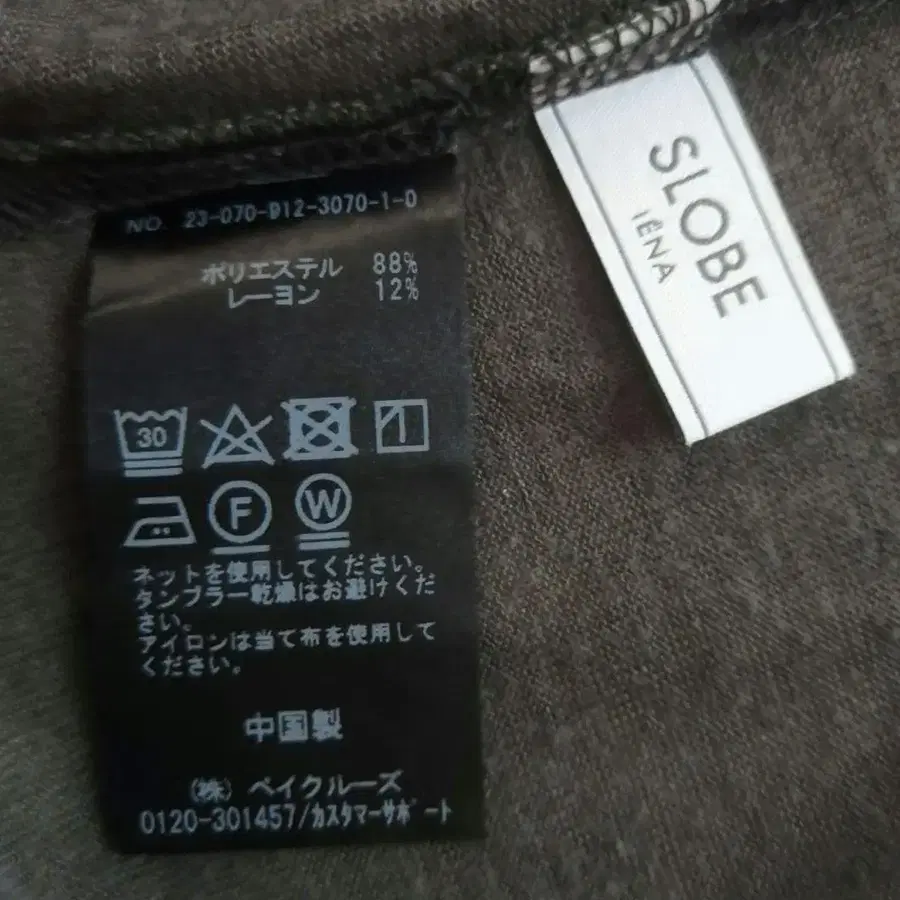 NO. 23-070-912-3070-1-0
ポリエステル 88%
レーヨン 12%
30
F W
ネットを使用してください。
タンブラー乾燥はお避けくだ
さい。
アイロンは当て布を使用して
ください。
中国製
(株) ベイクルーズ
0120-301457/カスタマーサポート
SLOBE
IÉNA